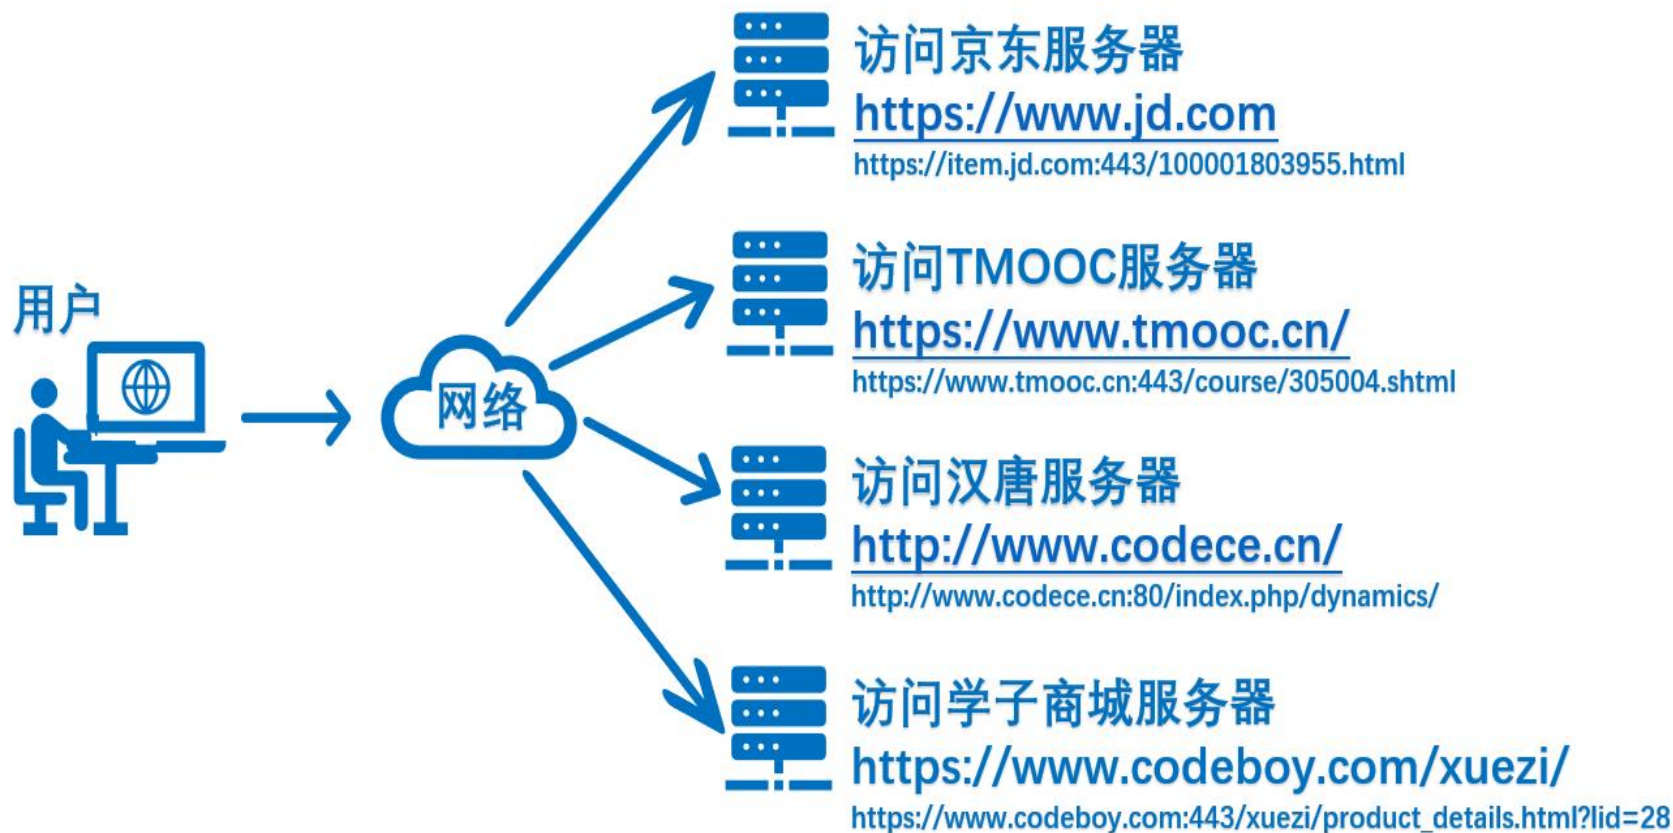 访问京东服务器
https://www.jd.com
https://item.jd.com:443/100001803955.html
访问TMOOC服务器
https://www.tmooc.cn/
https://www.tmooc.cn:443/course/305004.shtml
用户
网络
访问汉唐服务器
http://www.codece.cn/
http://www.codece.cn:80/index.php/dynamics/
访问学子商城服务器
https://www.codeboy.com/xuezi/
https://www.codeboy.com:443/xuezi/product_details.html?lid=28